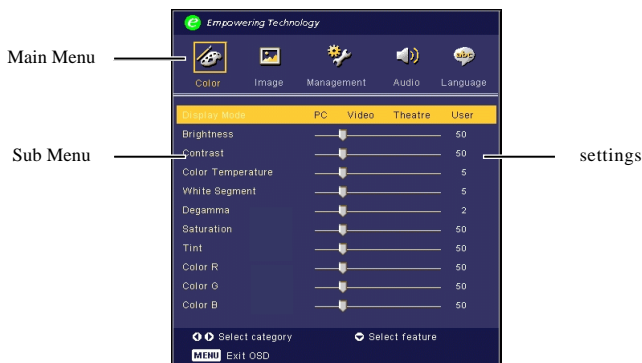 Empowering Technology
Main Menu
Color Image Management Audio Language
abc
Display Mode PC Video Theatre User
Brightness 50
Sub Menu
Contrast 50
settings
Color Temperature 5
White Segment 5
Degamma 2
Saturation 50
Tint 50
Color R 50
Color G 50
Color B 50
Select category Select feature
MENU Exit OSD